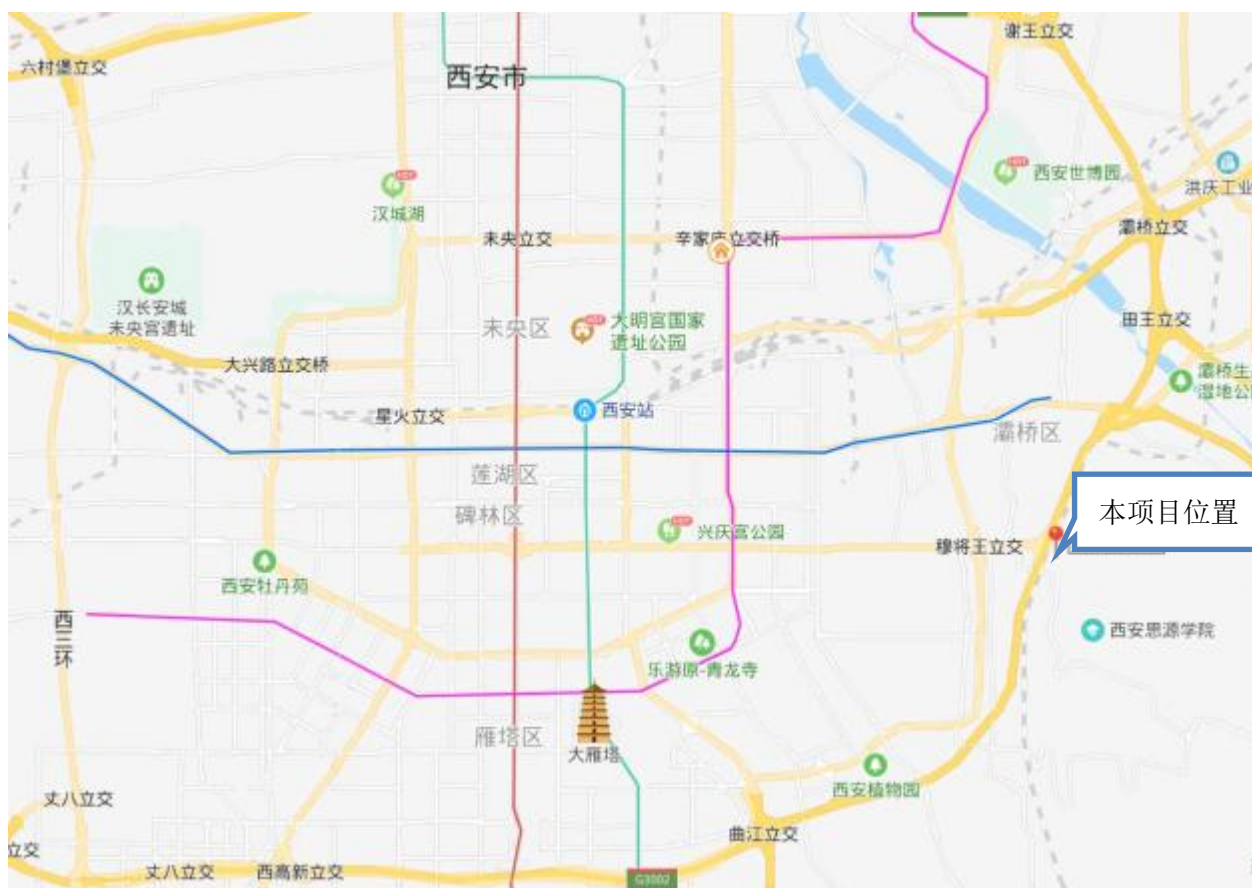 谢王立交
六村堡立交
西安市
HOT
西安世博园
洪庆工业
HOT
汉城湖
灞桥立交
未央立交
辛家庙立交桥
汉长安城
未央宫遗址
未央区
HOT
大明宫国家
遗址公园
田王立交
大兴路立交桥
灞桥生
湿地公
星火立交
西安站
灞桥区
莲湖区
碑林区
HOT
兴庆宫公园
本项目位置
穆将王立交
西安牡丹苑
西三环
西安思源学院
乐游原-青龙寺
雁塔区
大雁塔
西安植物园
丈八立交
曲江立交
立交
丈八立交
西高新立交
G3002